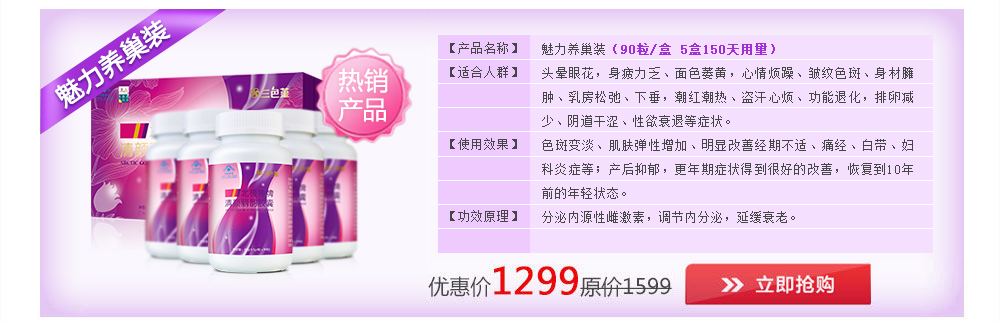 魅力养巢装
热销
产品
三色堇
清颜
ARCTIC
【产品名称】 魅力养巢装（90粒/盒 5盒150天用量）
【适合人群】 头晕眼花，身疲力乏、面色萎黄，心情烦躁、皱纹色斑、身材臃
肿、乳房松弛、下垂，潮红潮热、盗汗心烦、功能退化，排卵减
少、阴道干涩、性欲衰退等症状。
【使用效果】 色斑变淡、肌肤弹性增加、明显改善经期不适、痛经、白带、妇
科炎症等；产后抑郁，更年期症状得到很好的改善，恢复到10年
前的年轻状态。
【功效原理】 分泌内源性雌激素，调节内分泌，延缓衰老。
优惠价1299原价1599
立即抢购